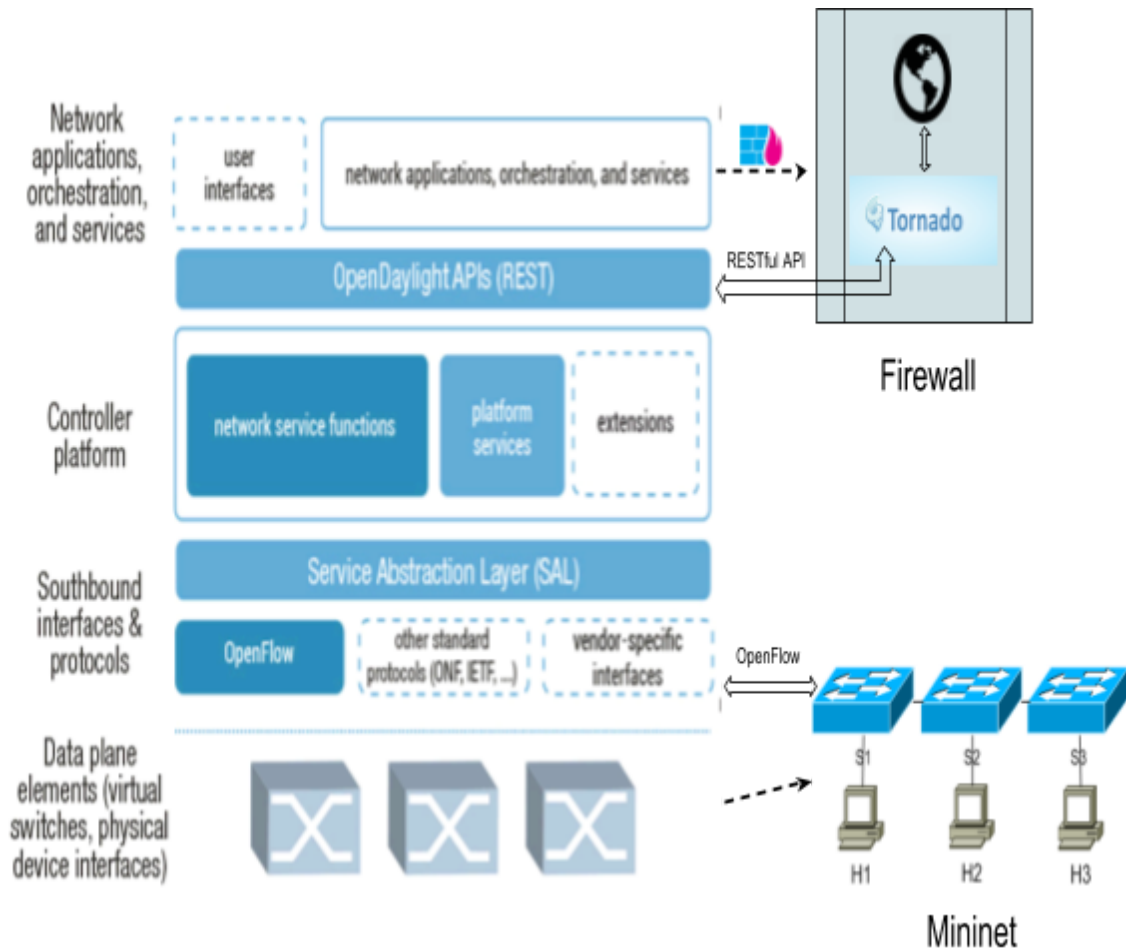 Network
applications,
orchestration,
and services
user
interfaces
network applications, orchestration, and services
OpenDaylight APIs (REST)
RESTful API
Tornado
Firewall
Controller
platform
network service functions
platform
services
extensions
Service Abstraction Layer (SAL)
Southbound
interfaces &
protocols
OpenFlow
other standard
protocols (ONF, IETF, ...)
vendor-specific
interfaces
OpenFlow
S1
S2
S3
Data plane
elements (virtual
switches, physical
device interfaces)
H1
H2
H3
Mininet